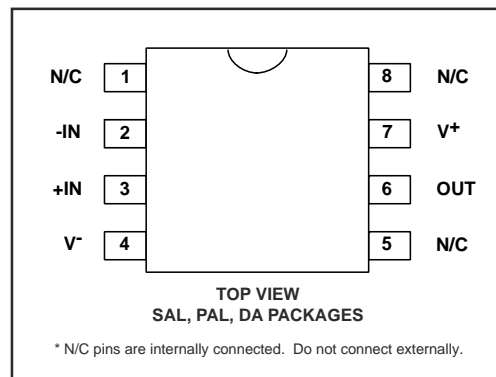 N/C 1 8 N/C
-IN 2 7 V+
+IN 3 6 OUT
V- 4 5 N/C
TOP VIEW
SAL, PAL, DA PACKAGES
* N/C pins are internally connected. Do not connect externally.